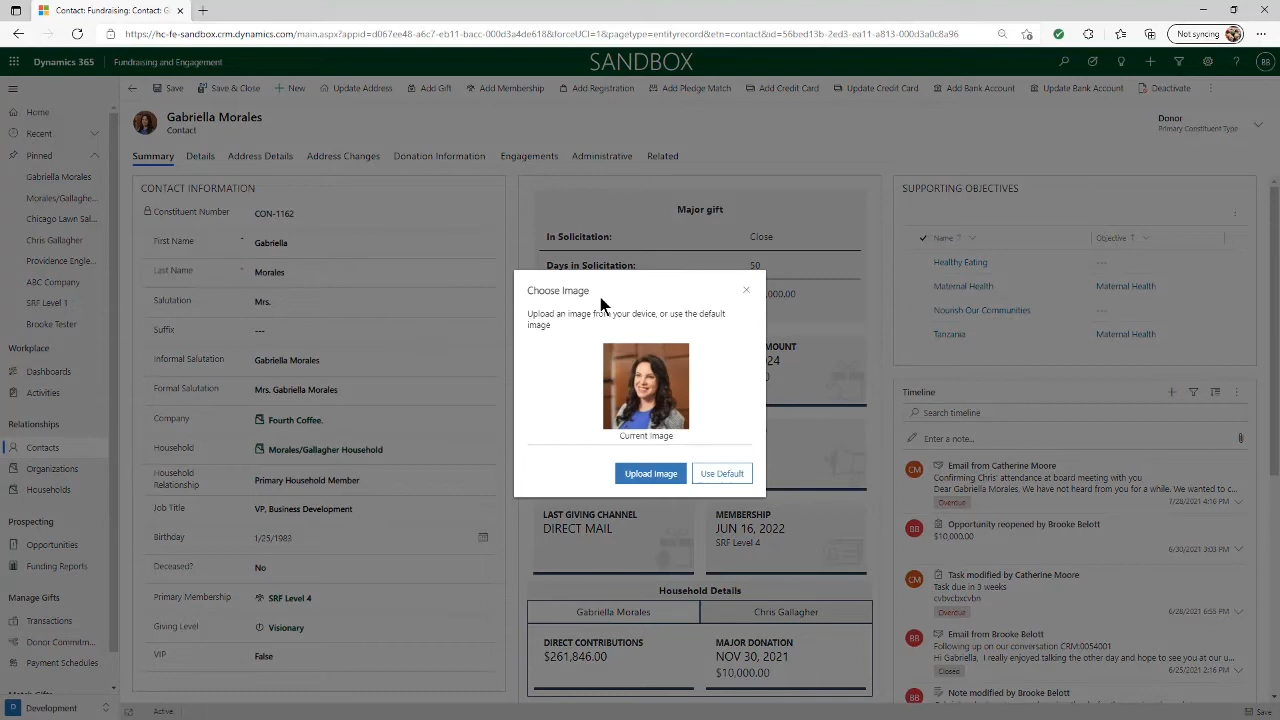 Contact: Fundraising: Contact: G
https://hc-fe-sandbox.crm.dynamics.com/main.aspx?appid=d067ee48-a6c7-eb11-bacc-000d3a4de618&forceUCI=1&pagetype=entityrecord&etn=contact&id=56bed13b-2ed3-ea11-a813-000d3a0c8a96
Not syncing
Dynamics 365
Fundraising and Engagement
SANDBOX
BB
Save
Save & Close
New
Update Address
Add Gift
Add Membership
Add Registration
Add Pledge Match
Add Credit Card
Update Credit Card
Add Bank Account
Update Bank Account
Deactivate
Home
Recent
Pinned
Gabriella Morales
Morales/Gallaghe...
Chicago Lawn Sal...
Chris Gallagher
Providence Engle...
ABC Company
SRF Level 1
Brooke Tester
Workplace
Dashboards
Activities
Relationships
Contacts
Organizations
Households
Prospecting
Opportunities
Funding Reports
Manage Gifts
Transactions
Donor Commitm...
Payment Schedules
Match Gifts
D Development
Gabriella Morales
Contact
Donor
Primary Constituent Type
Summary
Details
Address Details
Address Changes
Donation Information
Engagements
Administrative
Related
CONTACT INFORMATION
Constituent Number CON-1162
First Name * Gabriella
Last Name * Morales
Salutation Mrs.
Suffix ---
Informal Salutation Gabriella Morales
Formal Salutation Mrs. Gabriella Morales
Company Fourth Coffee.
Household Morales/Gallagher Household
Household
Relationship
Primary Household Member
Job Title VP, Business Development
Birthday 1/25/1983
Deceased? No
Primary Membership SRF Level 4
Giving Level Visionary
VIP False
Major gift
In Solicitation: Close
Days in Solicitation: 50
,000.00
Choose Image
Upload an image from your device, or use the default
image
Current Image
Upload Image
Use Default
MOUNT
24
LAST GIVING CHANNEL
DIRECT MAIL
MEMBERSHIP
JUN 16, 2022
SRF Level 4
Household Details
Gabriella Morales
Chris Gallagher
DIRECT CONTRIBUTIONS
$261,846.00
MAJOR DONATION
NOV 30, 2021
$10,000.00
SUPPORTING OBJECTIVES
Name Objective
Healthy Eating ---
Maternal Health Maternal Health
Nourish Our Communities ---
Tanzania Maternal Health
Timeline
Search timeline
Enter a note...
CM
Email from Catherine Moore
Confirming Chris' attendance at board meeting with you
Dear Gabriella Morales, We have not heard from you for a while. We wanted to c...
Overdue
7/28/2021 4:16 PM
BB
Opportunity reopened by Brooke Belott
$10,000.00
6/30/2021 3:03 PM
CM
Task modified by Catherine Moore
Task due in 3 weeks
cvbvcbxcvbn
Overdue
6/28/2021 6:55 PM
BB
Email from Brooke Belott
Following up on our conversation CRM:0054001
Hi Gabriella, I really enjoyed talking the other day and hope to see you at our u...
Closed
6/25/2021 2:16 PM
BB
Note modified by Brooke Belott
Active
Save